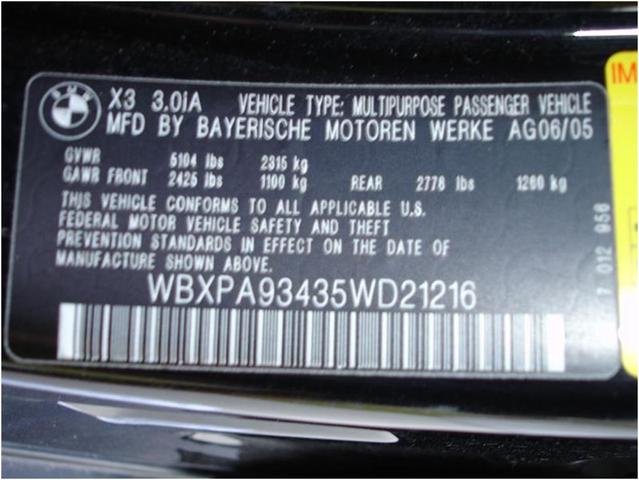 BMW
X3 3.0iA VEHICLE TYPE: MULTIPURPOSE PASSENGER VEHICLE
MFD BY BAYERISCHE MOTOREN WERKE AG06/05
GVWR 5104 lbs 2315 kg
GAWR FRONT 2425 lbs 1100 kg REAR 2778 lbs 1260 kg
THIS VEHICLE CONFORMS TO ALL APPLICABLE U.S.
FEDERAL MOTOR VEHICLE SAFETY AND THEFT
PREVENTION STANDARDS IN EFFECT ON THE DATE OF
MANUFACTURE SHOWN ABOVE.
WBXPA93435WD21216
7 012 956
IM